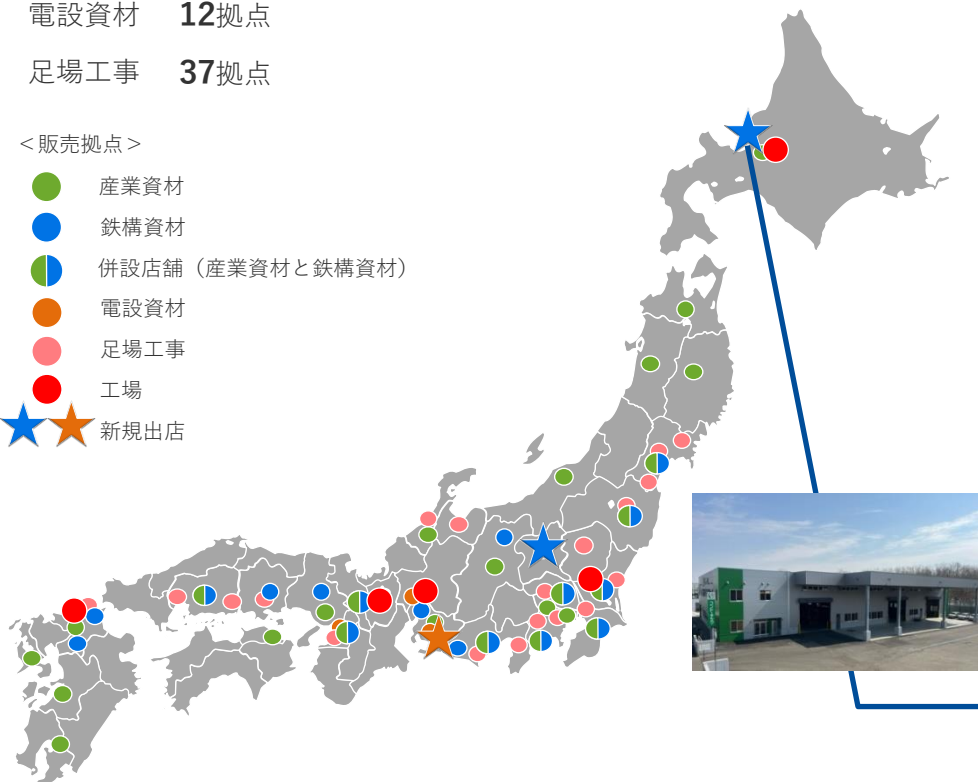 電設資材 12拠点
足場工事 37拠点
＜販売拠点＞
産業資材
鉄構資材
併設店舗（産業資材と鉄構資材）
電設資材
足場工事
工場
新規出店